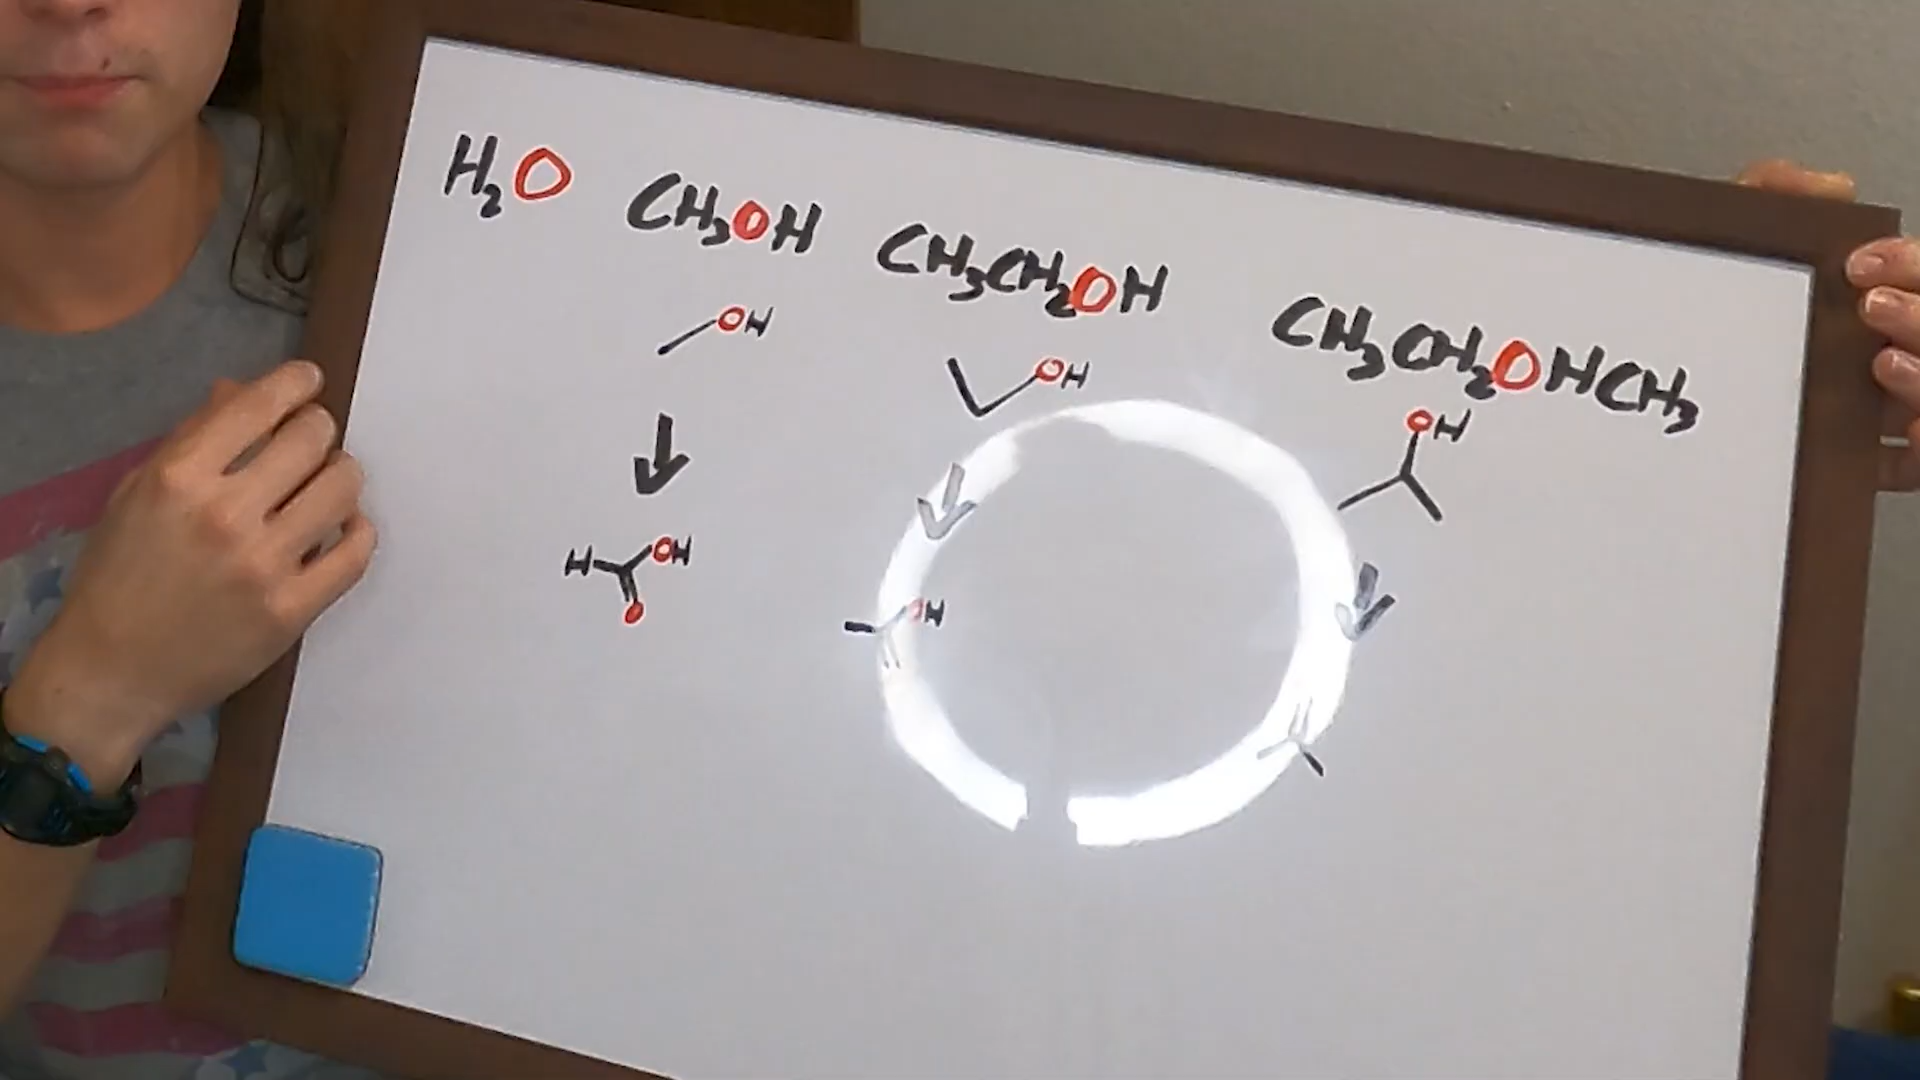 H₂O CH₃OH CH₃CH₂OH CH₃CH₂OHCH₃
OH OH OH
H OH OH
O